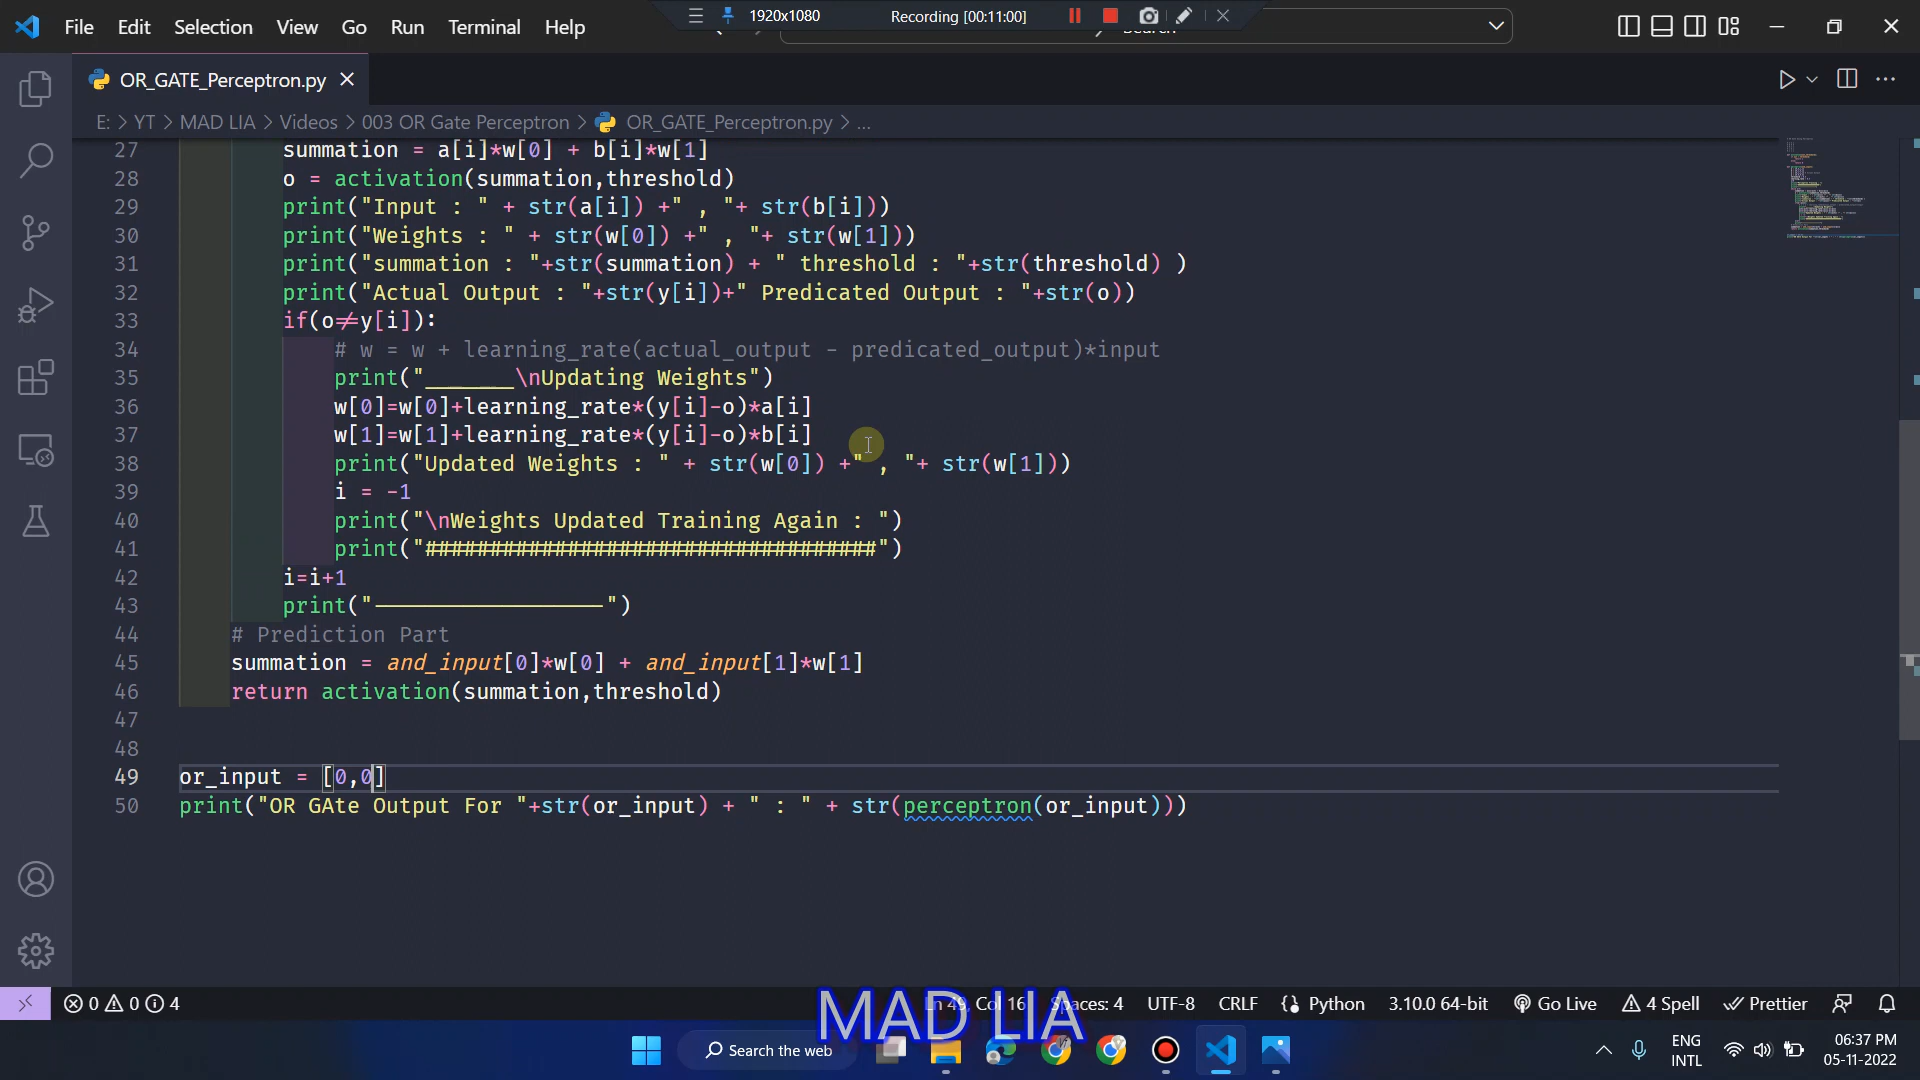 File Edit Selection View Go Run Terminal Help
1920x1080 Recording [00:11:00]
OR_GATE_Perceptron.py
E: > YT > MAD LIA > Videos > 003 OR Gate Perceptron > OR_GATE_Perceptron.py > ...
27 summation = a[i]*w[0] + b[i]*w[1]
28 o = activation(summation,threshold)
29 print("Input : " + str(a[i]) +" , "+ str(b[i]))
30 print("Weights : " + str(w[0]) +" , "+ str(w[1]))
31 print("summation : "+str(summation) + " threshold : "+str(threshold) )
32 print("Actual Output : "+str(y[i])+" Predicated Output : "+str(o))
33 if(o≠y[i]):
34 # w = w + learning_rate(actual_output - predicated_output)*input
35 print("_______\nUpdating Weights")
36 w[0]=w[0]+learning_rate*(y[i]-o)*a[i]
37 w[1]=w[1]+learning_rate*(y[i]-o)*b[i]
38 print("Updated Weights : " + str(w[0]) +" , "+ str(w[1]))
39 i = -1
40 print("\nWeights Updated Training Again : ")
41 print("###################################")
42 i=i+1
43 print("------------------")
44 # Prediction Part
45 summation = and_input[0]*w[0] + and_input[1]*w[1]
46 return activation(summation,threshold)
47
48
49 or_input = [0,0]
50 print("OR GAte Output For "+str(or_input) + " : " + str(perceptron(or_input)))
0 0 4 Ln 49, Col 16 Spaces: 4 UTF-8 CRLF Python 3.10.0 64-bit Go Live 4 Spell Prettier
MAD LIA
Search the web
ENG
INTL
06:37 PM
05-11-2022